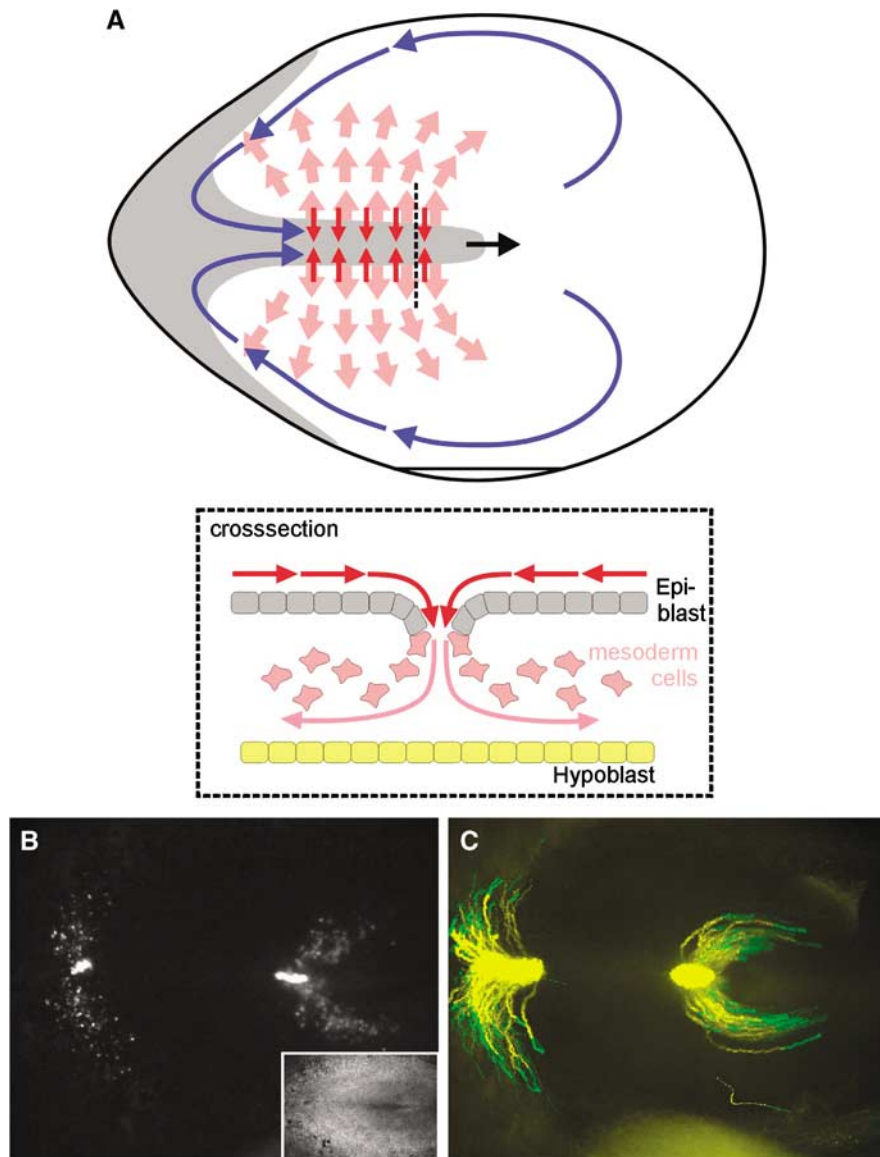 A
crosssection
Epi-
blast
mesoderm
cells
Hypoblast
B
C